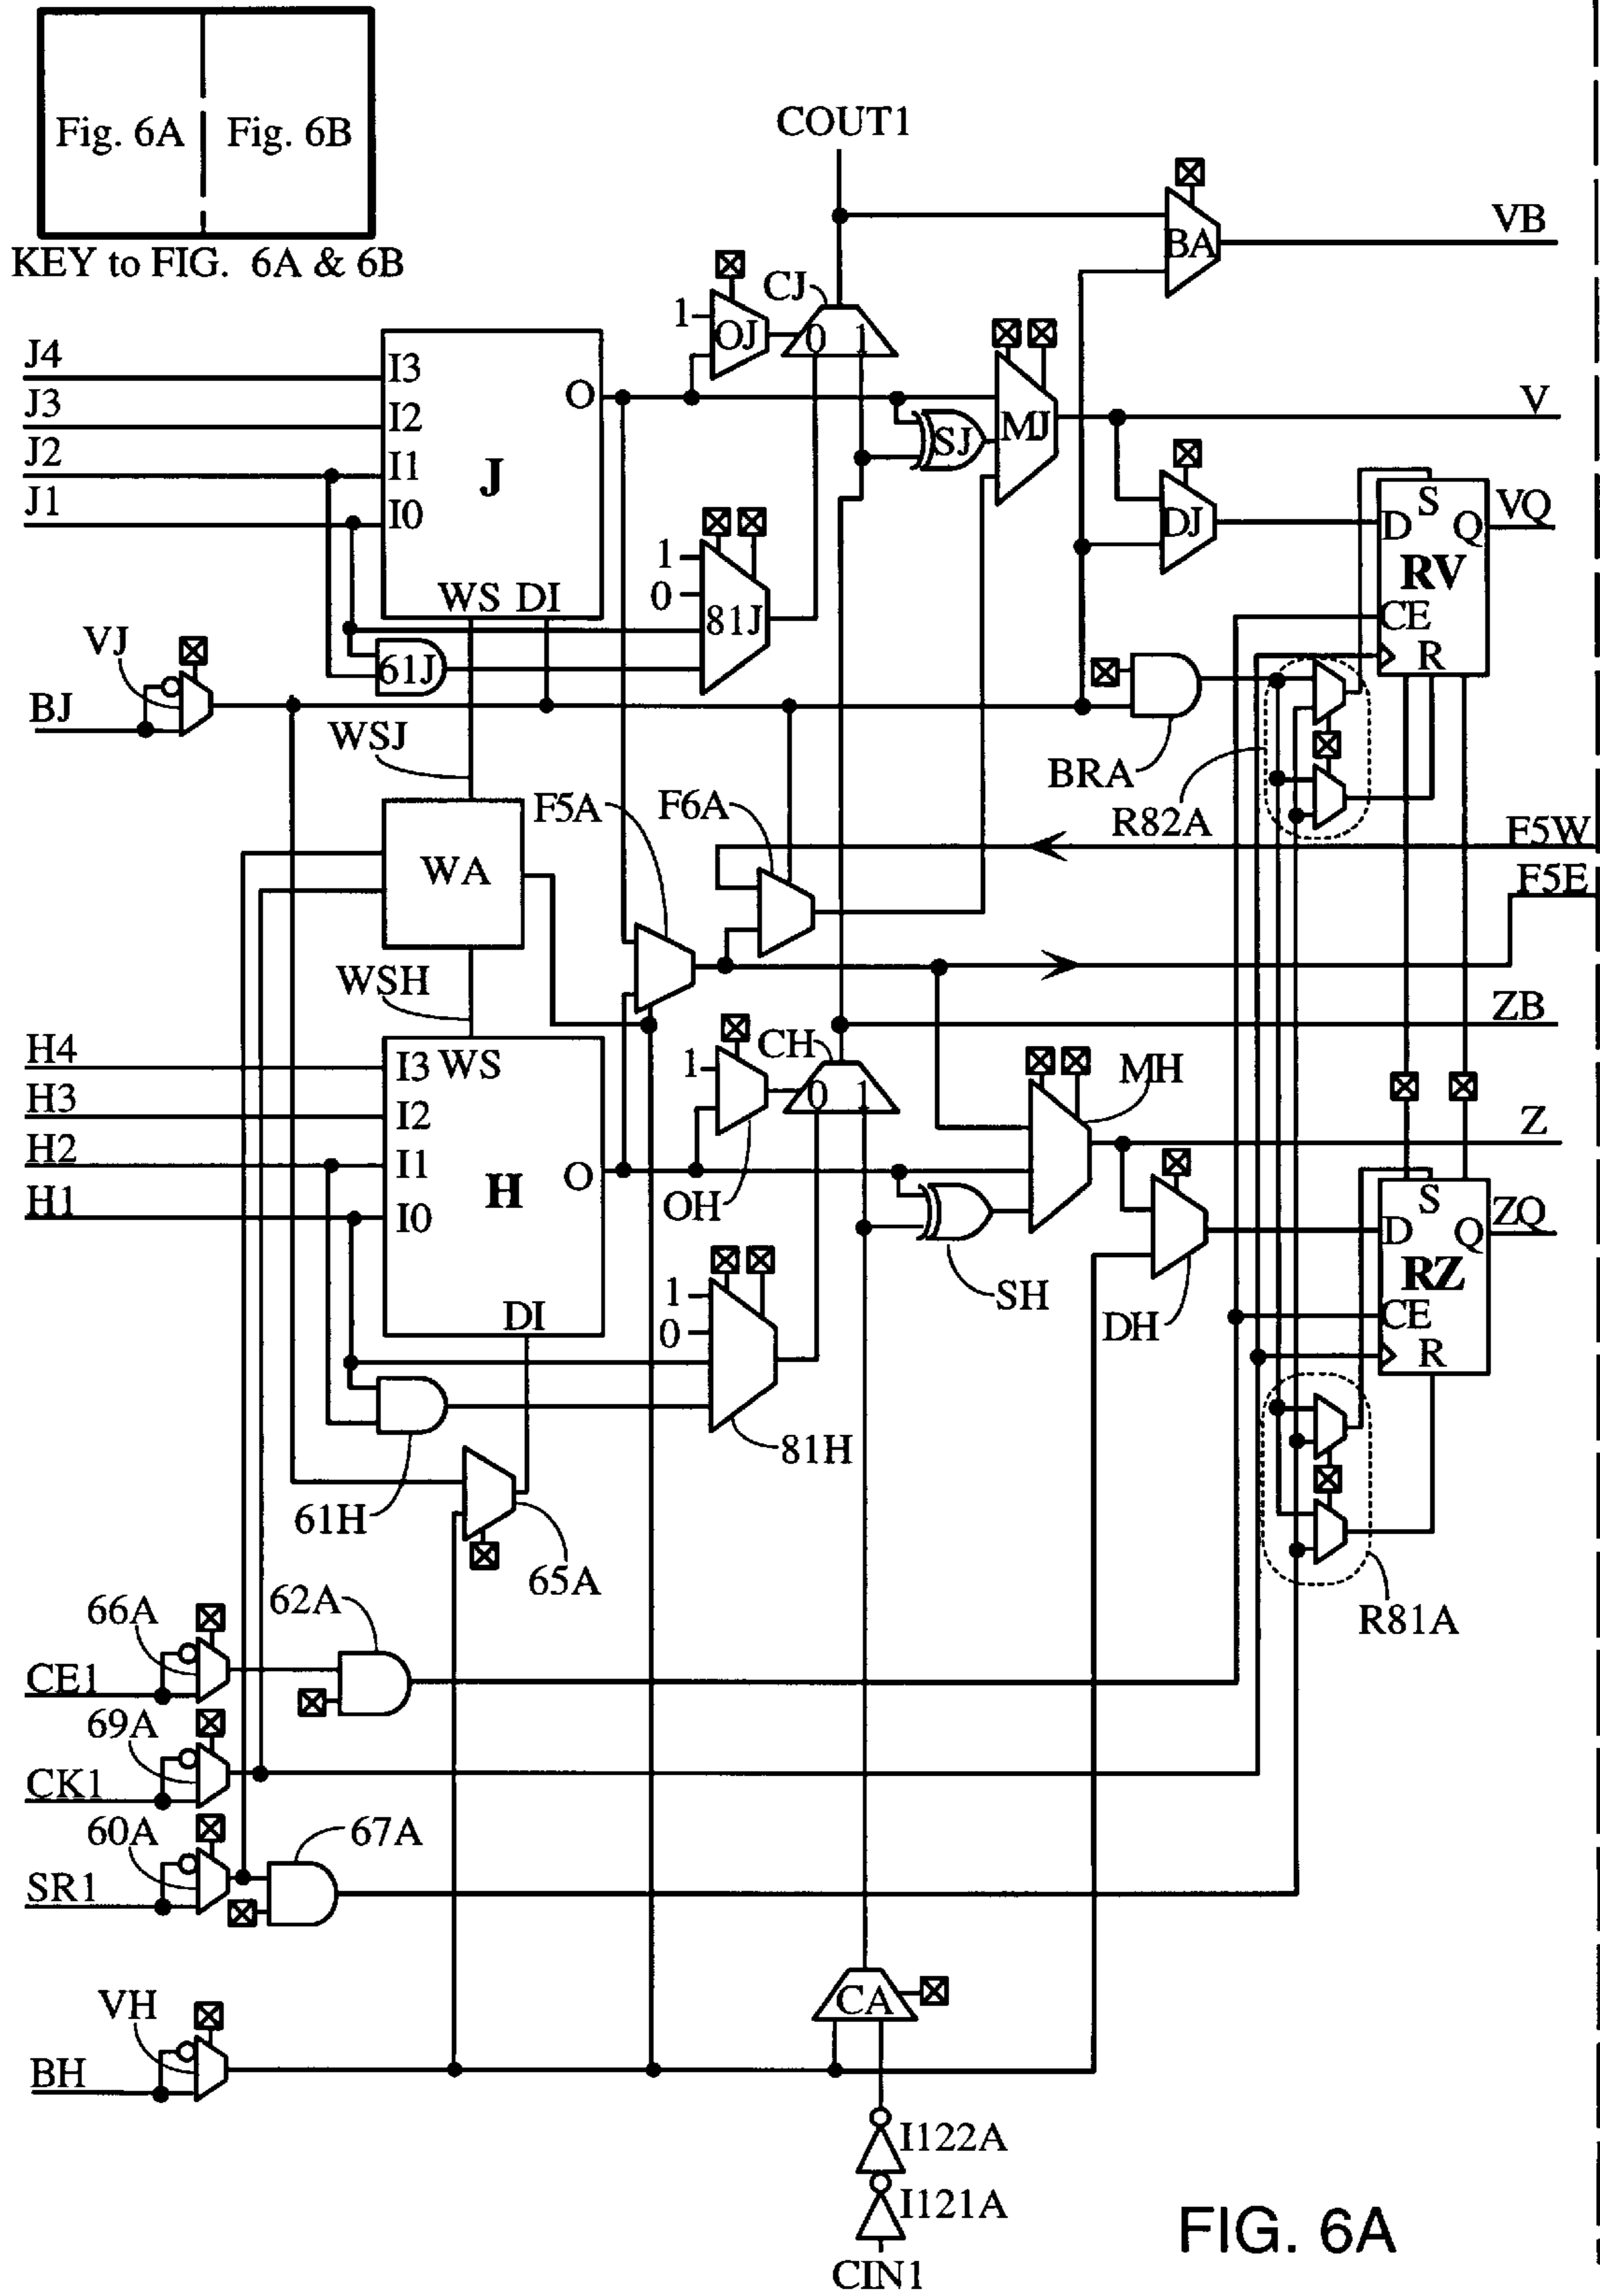 Fig. 6A Fig. 6B
KEY to FIG. 6A & 6B
COUT1
VB
BA
CJ
1
OJ
0 1
J4
J3
J2
J1
I3
I2
I1
I0
O
J
WS DI
SJ
MJ
V
DJ
S
D
Q
VQ
RV
CE
R
1
0
81J
61J
VJ
BJ
WSJ
BRA
R82A
F5A
F6A
F5W
F5E
WA
WSH
ZB
CH
1
0 1
MH
H4
H3
H2
H1
I3 WS
I2
I1
I0
O
H
DI
OH
Z
S
D
Q
ZQ
RZ
CE
R
SH
DH
1
0
81H
61H
65A
R81A
66A
62A
CE1
69A
CK1
60A
67A
SR1
VH
BH
CA
I122A
I121A
CIN1
FIG. 6A